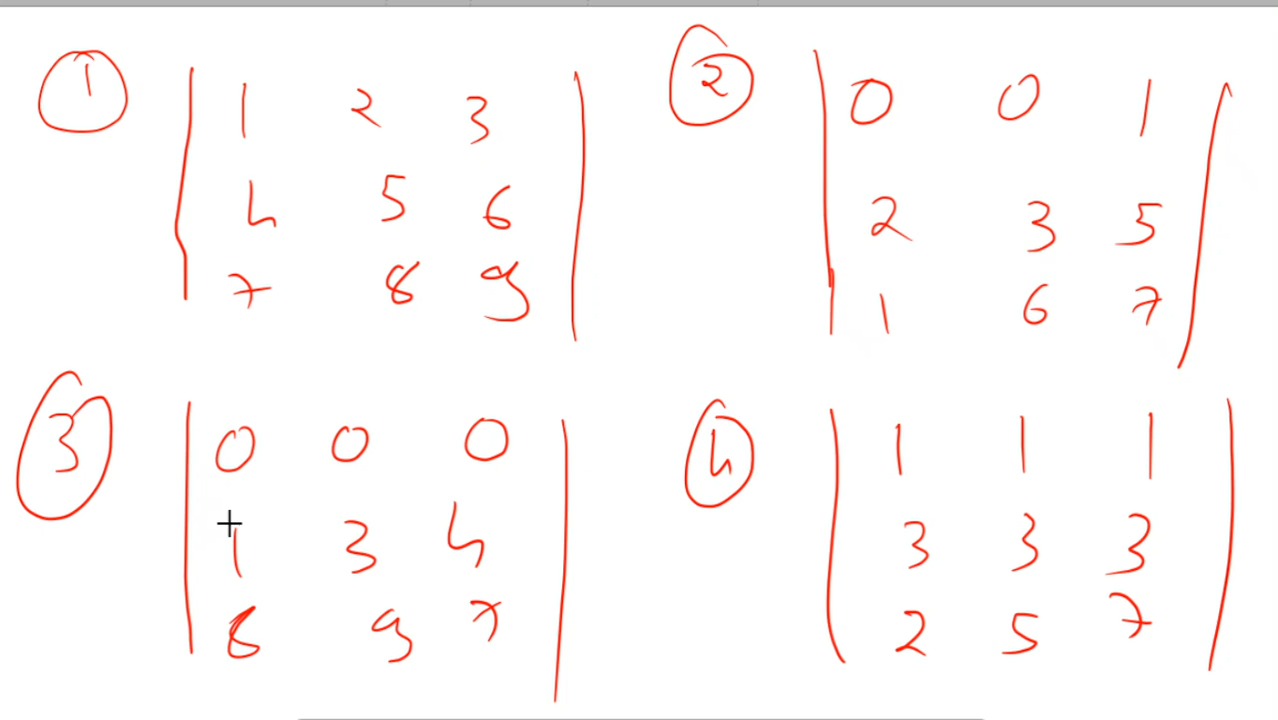 1
| 1 2 3 |
| 4 5 6 |
| 7 8 9 |
2
| 0 0 1 |
| 2 3 5 |
| 1 6 7 |
3
| 0 0 0 |
| 1 3 4 |
| 8 9 7 |
4
| 1 1 1 |
| 3 3 3 |
| 2 5 7 |